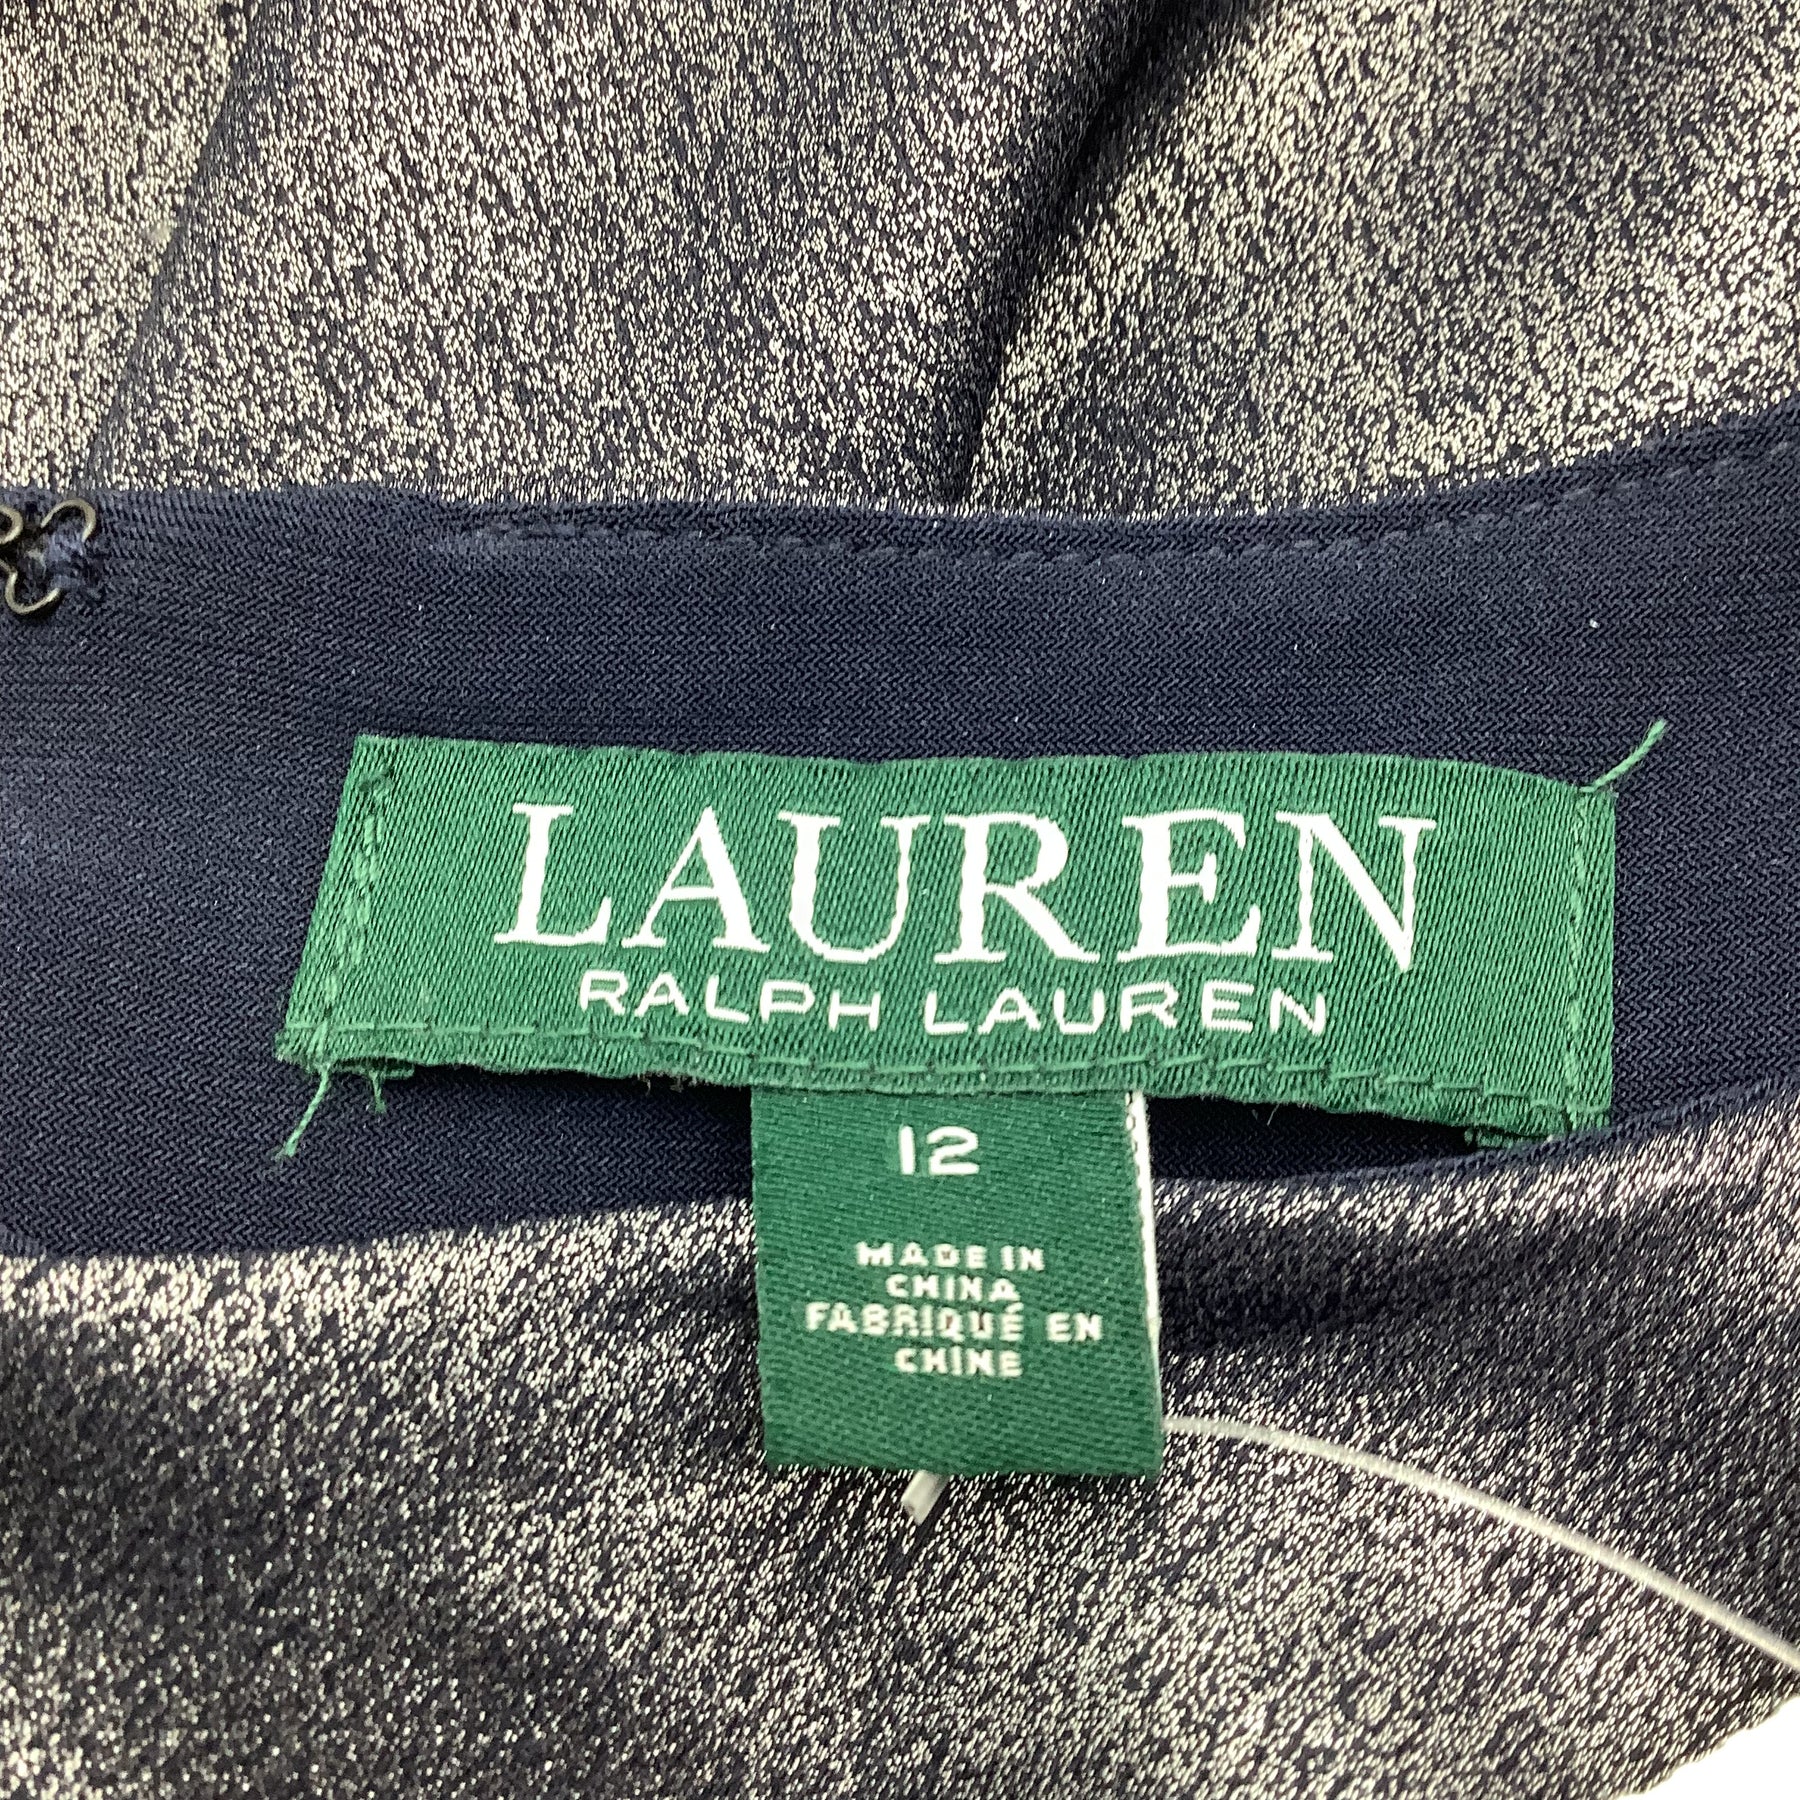 LAUREN
RALPH LAUREN
12
MADE IN
CHINA
FABRIQUÉ EN
CHINE